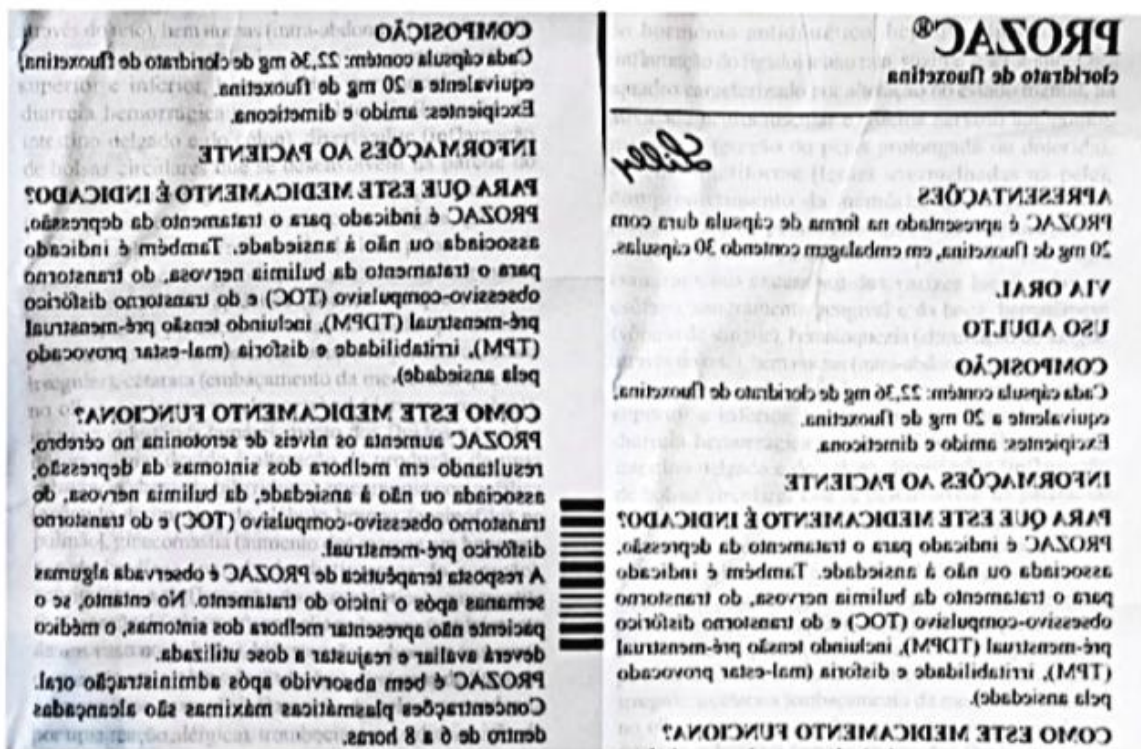 PROZAC®
cloridrato de fluoxetina
Lilly
APRESENTAÇÕES
PROZAC é apresentado na forma de cápsula dura com
20 mg de fluoxetina, em embalagem contendo 30 cápsulas.
VIA ORAL
USO ADULTO
COMPOSIÇÃO
Cada cápsula contém: 22,36 mg de cloridrato de fluoxetina,
equivalente a 20 mg de fluoxetina.
Excipientes: amido e dimeticona.
INFORMAÇÕES AO PACIENTE
PARA QUE ESTE MEDICAMENTO É INDICADO?
PROZAC é indicado para o tratamento da depressão,
associada ou não à ansiedade. Também é indicado
para o tratamento da bulimia nervosa, do transtorno
obsessivo-compulsivo (TOC) e do transtorno disfórico
pré-menstrual (TDPM), incluindo tensão pré-menstrual
(TPM), irritabilidade e disforia (mal-estar provocado
pela ansiedade).
COMO ESTE MEDICAMENTO FUNCIONA?
COMPOSIÇÃO
Cada cápsula contém: 22,36 mg de cloridrato de fluoxetina,
equivalente a 20 mg de fluoxetina.
Excipientes: amido e dimeticona.
INFORMAÇÕES AO PACIENTE
PARA QUE ESTE MEDICAMENTO É INDICADO?
PROZAC é indicado para o tratamento da depressão,
associada ou não à ansiedade. Também é indicado
para o tratamento da bulimia nervosa, do transtorno
obsessivo-compulsivo (TOC) e do transtorno disfórico
pré-menstrual (TDPM), incluindo tensão pré-menstrual
(TPM), irritabilidade e disforia (mal-estar provocado
pela ansiedade).
COMO ESTE MEDICAMENTO FUNCIONA?
PROZAC aumenta os níveis de serotonina no cérebro,
resultando em melhora dos sintomas da depressão,
associada ou não à ansiedade, da bulimia nervosa, do
transtorno obsessivo-compulsivo (TOC) e do transtorno
disfórico pré-menstrual.
A resposta terapêutica de PROZAC é observada algumas
semanas após o início do tratamento. No entanto, se o
paciente não apresentar melhora dos sintomas, o médico
deverá avaliar e reajustar a dose utilizada.
PROZAC é bem absorvido após administração oral.
Concentrações plasmáticas máximas são alcançadas
dentro de 6 a 8 horas.